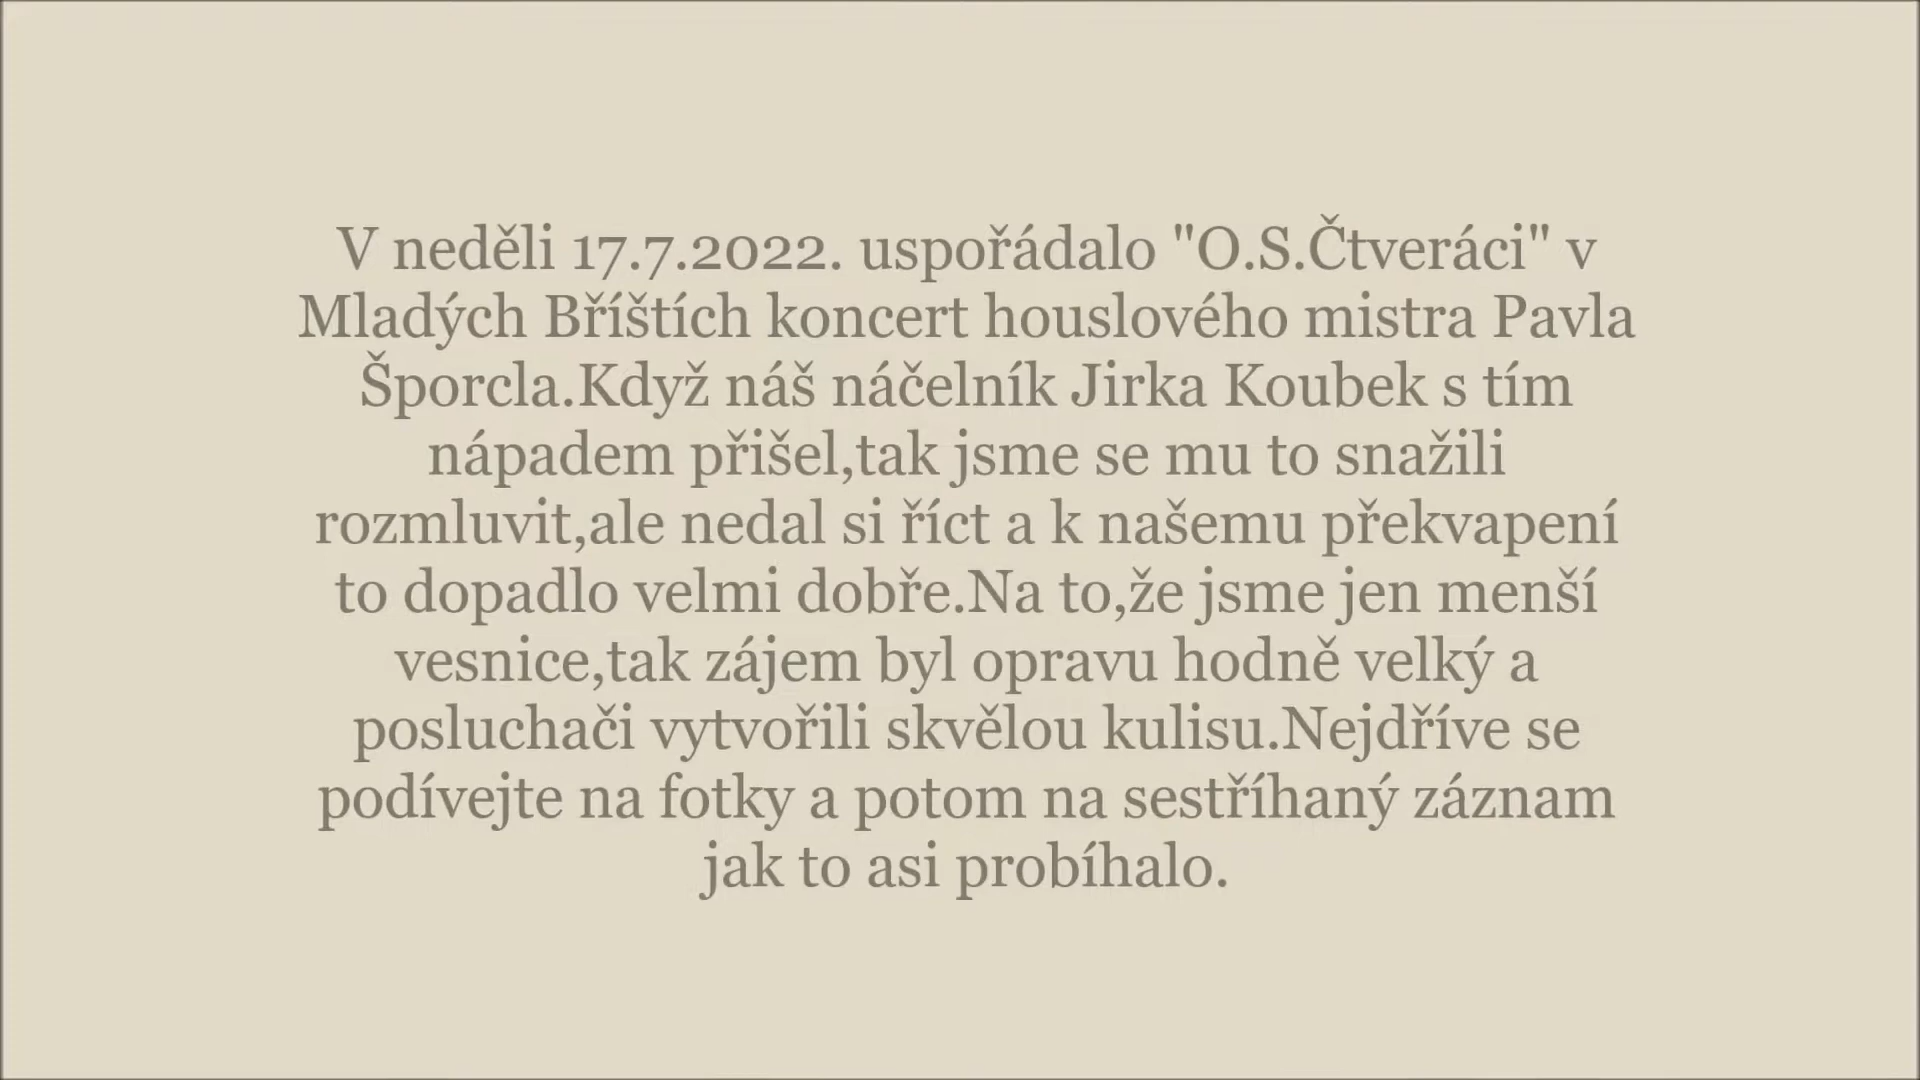 V neděli 17.7.2022. uspořádalo "O.S.Čtveráci" v
Mladých Bříštích koncert houslového mistra Pavla
Šporcla.Když náš náčelník Jirka Koubek s tím
nápadem přišel,tak jsme se mu to snažili
rozmluvit,ale nedal si říct a k našemu překvapení
to dopadlo velmi dobře.Na to,že jsme jen menší
vesnice,tak zájem byl opravu hodně velký a
posluchači vytvořili skvělou kulisu.Nejdříve se
podívejte na fotky a potom na sestříhaný záznam
jak to asi probíhalo.